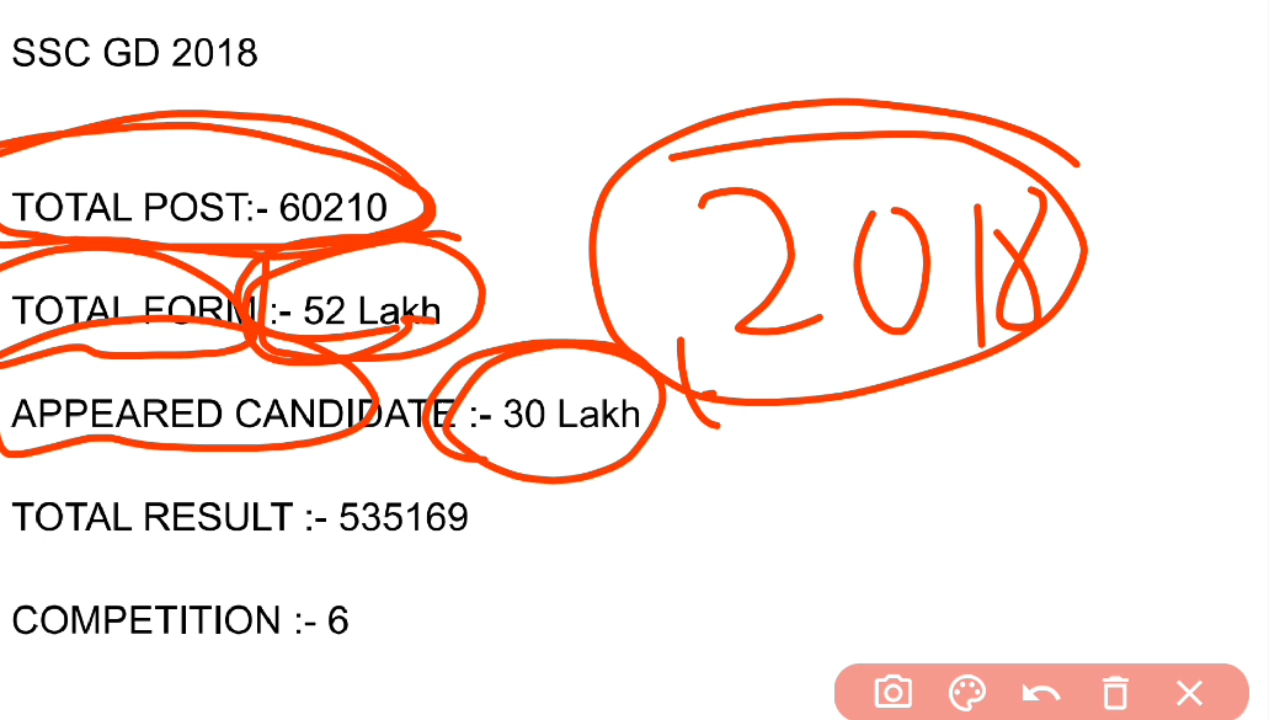 SSC GD 2018
TOTAL POST:- 60210
2018
TOTAL FORM :- 52 Lakh
APPEARED CANDIDATE :- 30 Lakh
TOTAL RESULT :- 535169
COMPETITION :- 6